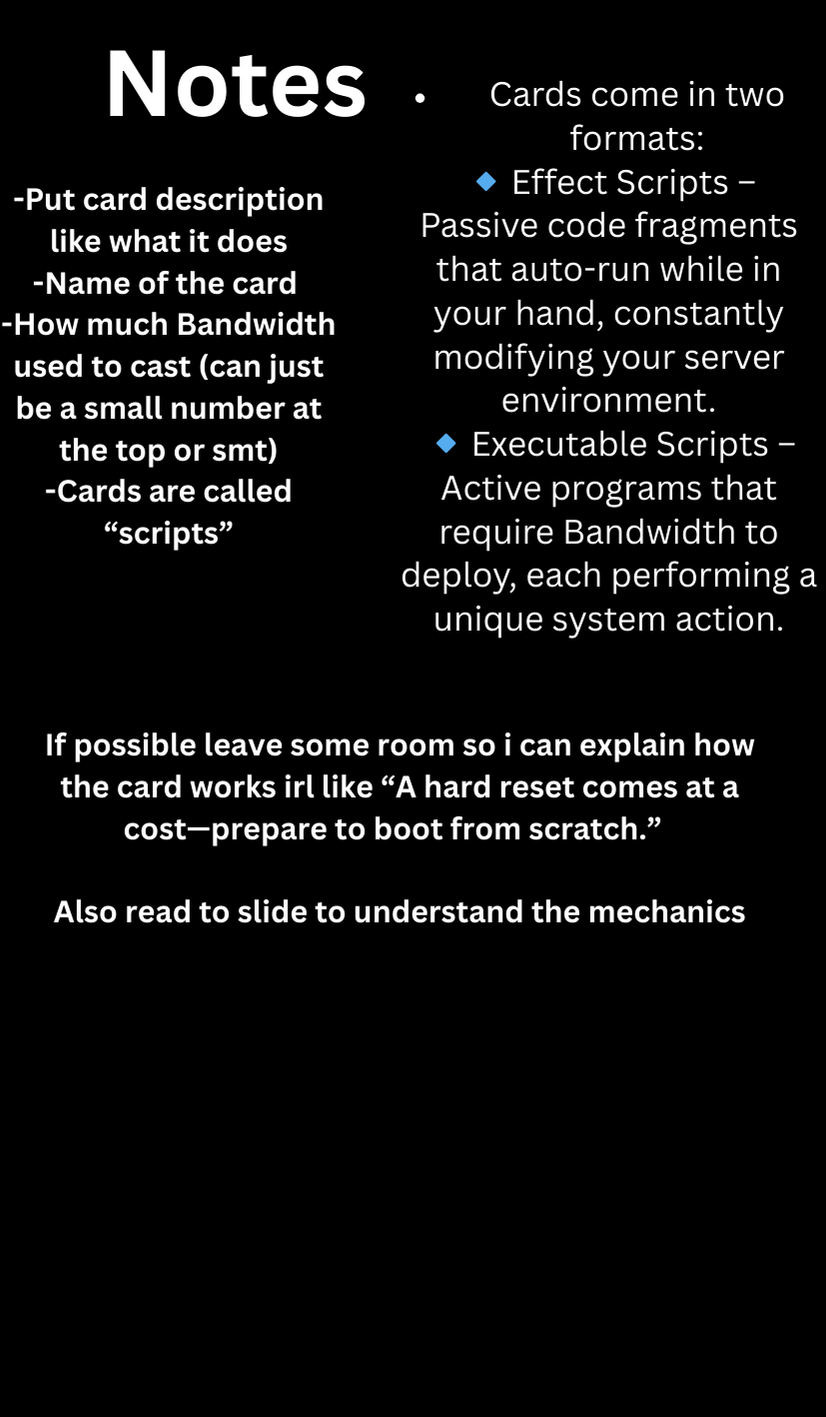 Notes
-Put card description
like what it does
-Name of the card
-How much Bandwidth
used to cast (can just
be a small number at
the top or smt)
-Cards are called
“scripts”
• Cards come in two
formats:
🔹 Effect Scripts –
Passive code fragments
that auto-run while in
your hand, constantly
modifying your server
environment.
🔹 Executable Scripts –
Active programs that
require Bandwidth to
deploy, each performing a
unique system action.
If possible leave some room so i can explain how
the card works irl like “A hard reset comes at a
cost—prepare to boot from scratch.”
Also read to slide to understand the mechanics